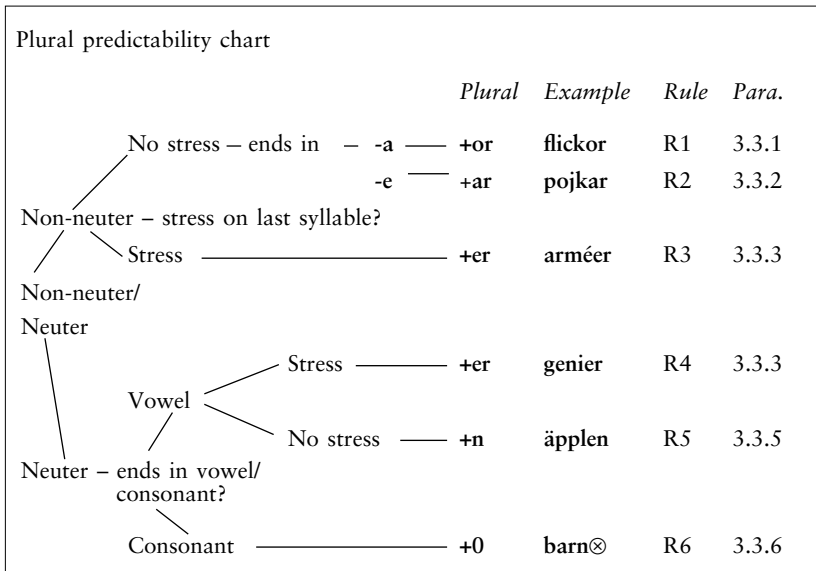 Plural predictability chart
Plural Example Rule Para.
No stress – ends in – -a +or flickor R1 3.3.1
-e +ar pojkar R2 3.3.2
Non-neuter – stress on last syllable?
Stress +er arméer R3 3.3.3
Non-neuter/
Neuter
Stress +er genier R4 3.3.3
Vowel
No stress +n äpplen R5 3.3.5
Neuter – ends in vowel/
consonant?
Consonant +0 barn⊗ R6 3.3.6